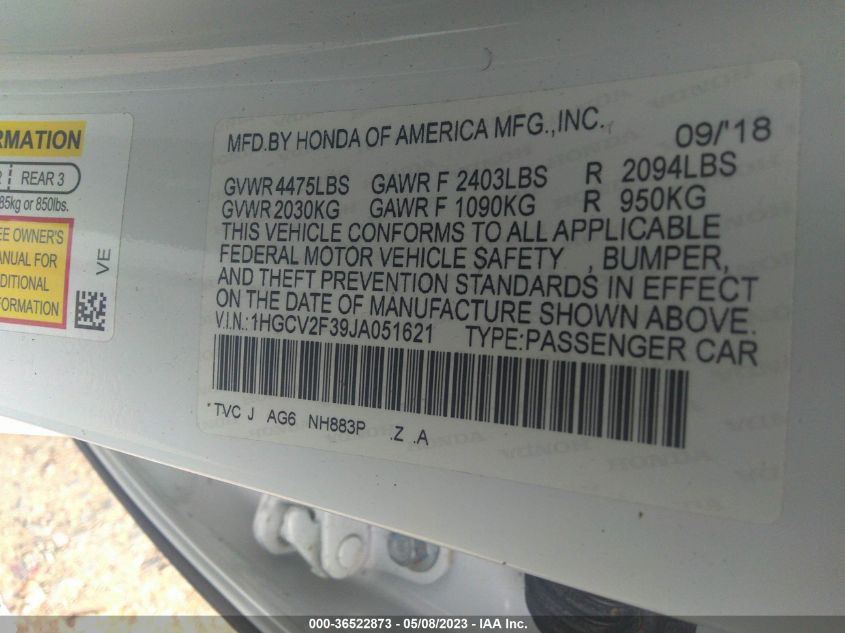 RMATION
REAR 3
85kg or 850lbs.
EE OWNER'S
ANUAL FOR
DITIONAL
FORMATION
VE
MFD.BY HONDA OF AMERICA MFG.,INC. 09/'18
GVWR 4475LBS GAWR F 2403LBS R 2094LBS
GVWR 2030KG GAWR F 1090KG R 950KG
THIS VEHICLE CONFORMS TO ALL APPLICABLE
FEDERAL MOTOR VEHICLE SAFETY , BUMPER,
AND THEFT PREVENTION STANDARDS IN EFFECT
ON THE DATE OF MANUFACTURE SHOWN ABOVE.
V.I.N.:1HGCV2F39JA051621 TYPE:PASSENGER CAR
*TVC J AG6 NH883P .Z .A
000-36522873 - 05/08/2023 - IAA Inc.